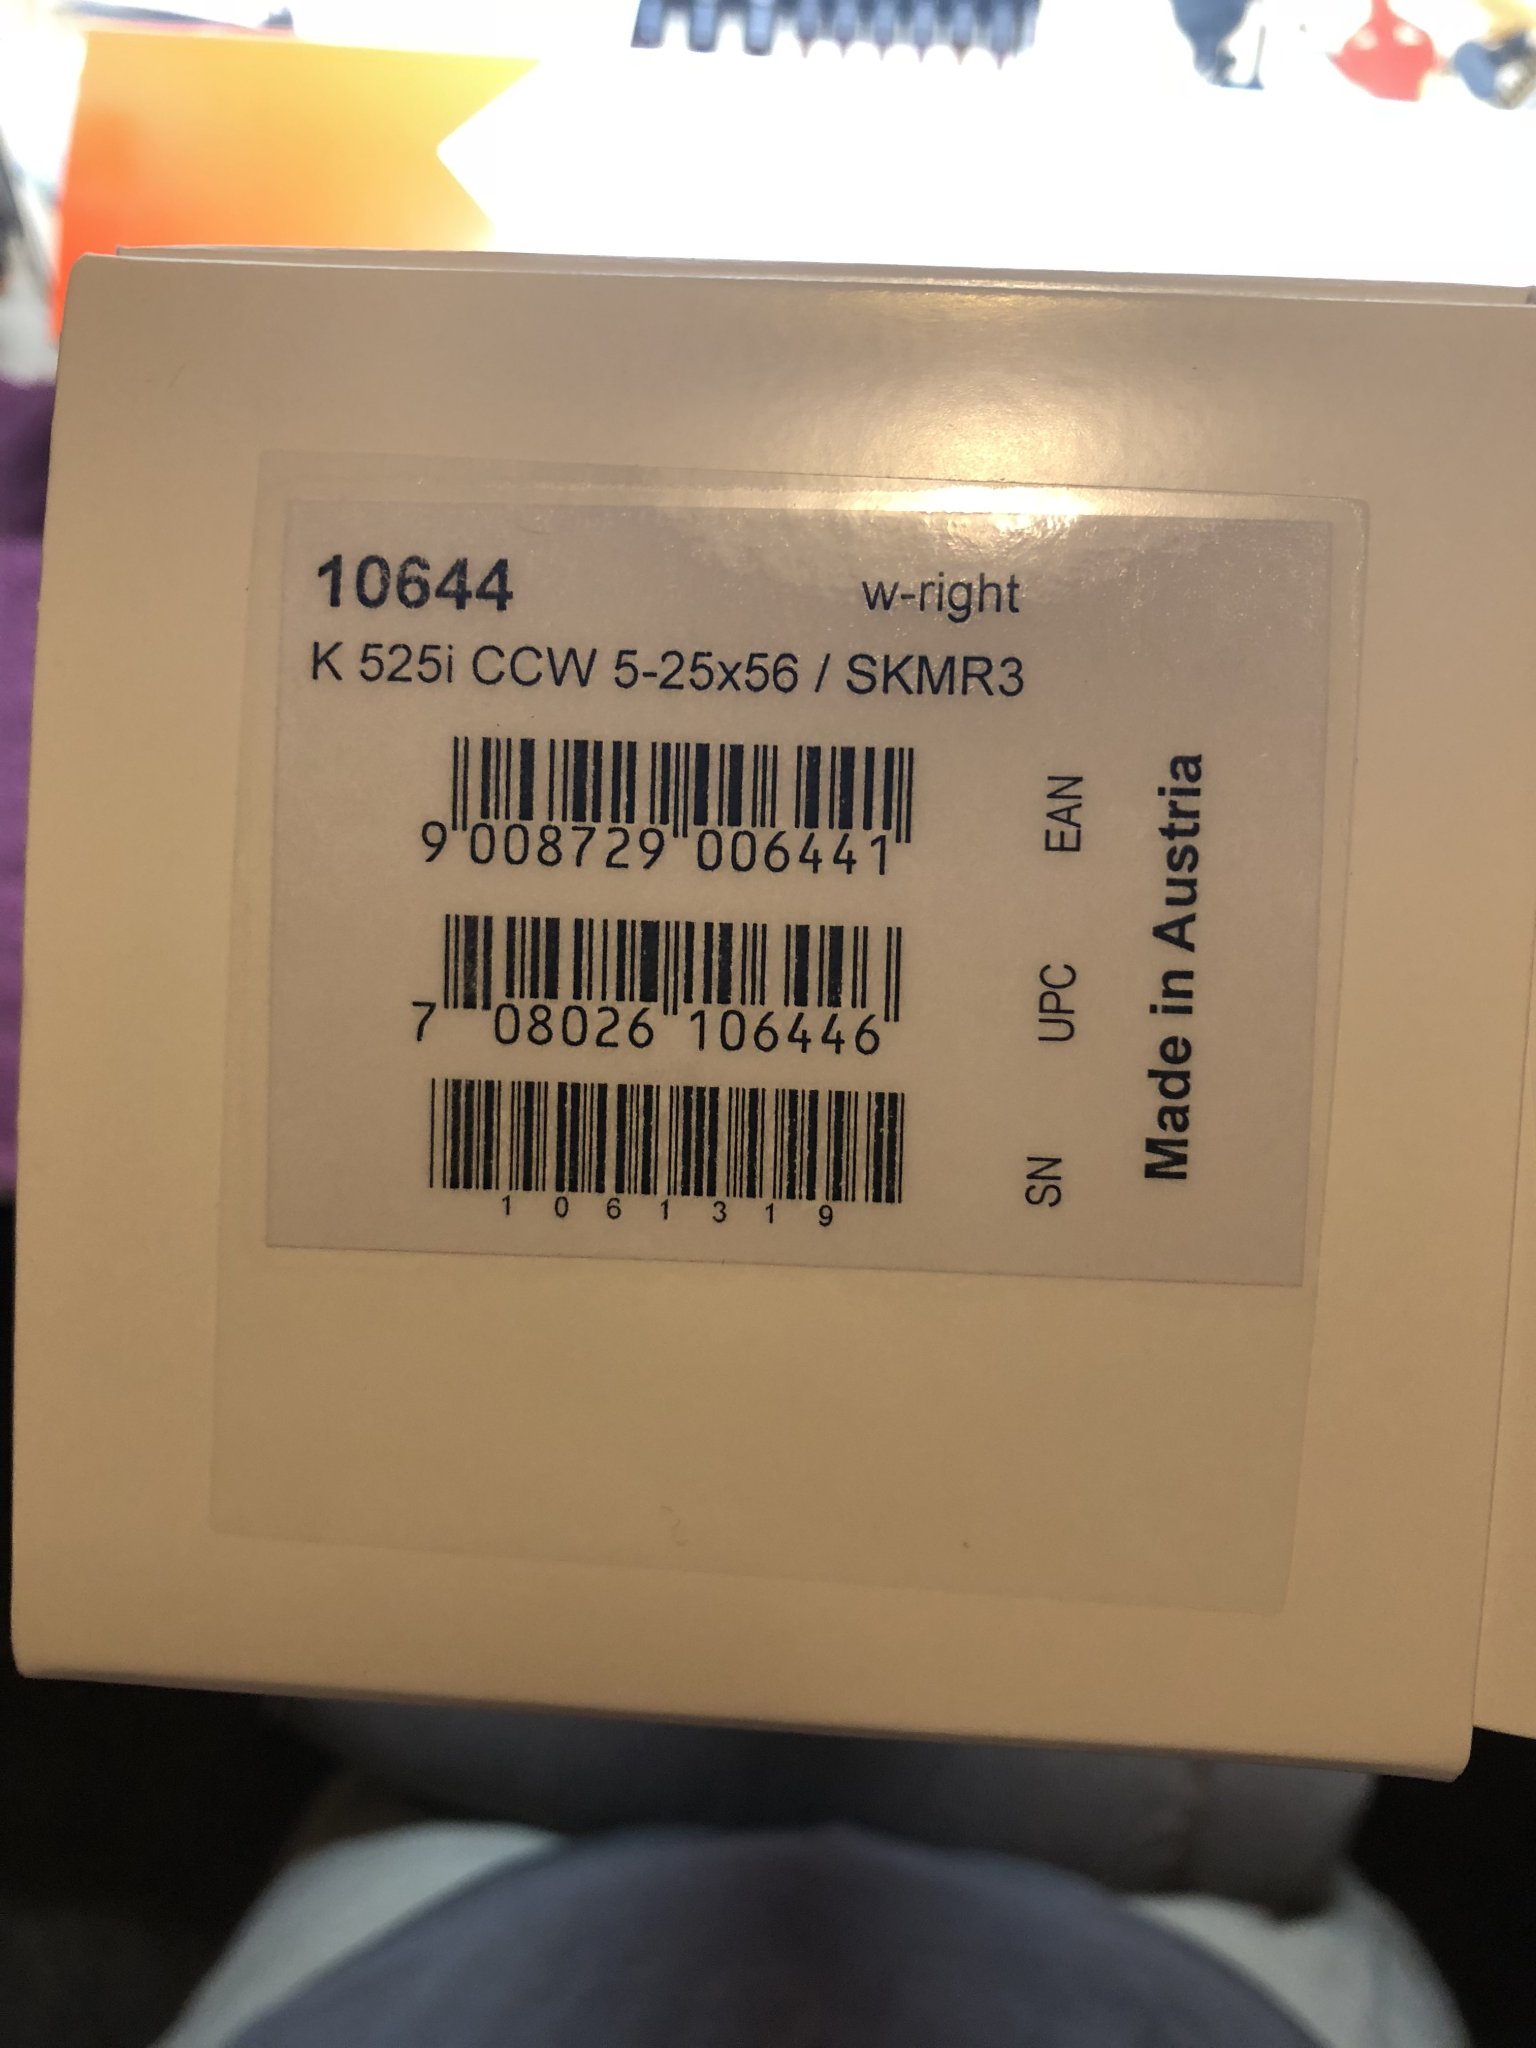 10644 w-right
K 525i CCW 5-25x56 / SKMR3
9 008729 006441 EAN
7 08026 106446 UPC
1061319 SN
Made in Austria